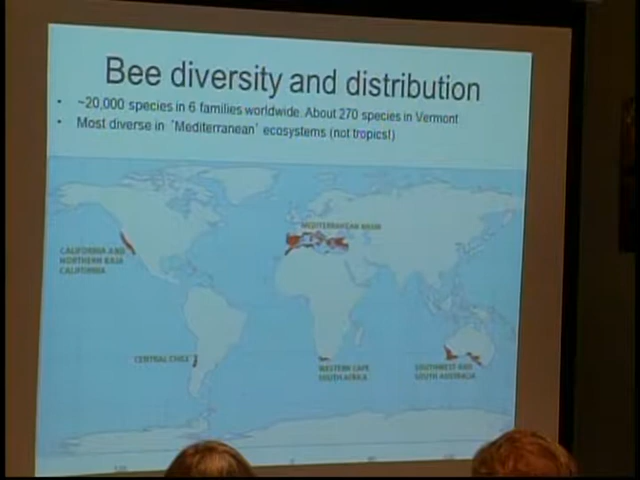 Bee diversity and distribution
• ~20,000 species in 6 families worldwide. About 270 species in Vermont
• Most diverse in 'Mediterranean' ecosystems (not tropics!)
MEDITERRANEAN BASIN
CALIFORNIA AND
NORTHERN BAJA
CALIFORNIA
CENTRAL CHILE
WESTERN CAPE
SOUTH AFRICA
SOUTHWEST AND
SOUTH AUSTRALIA